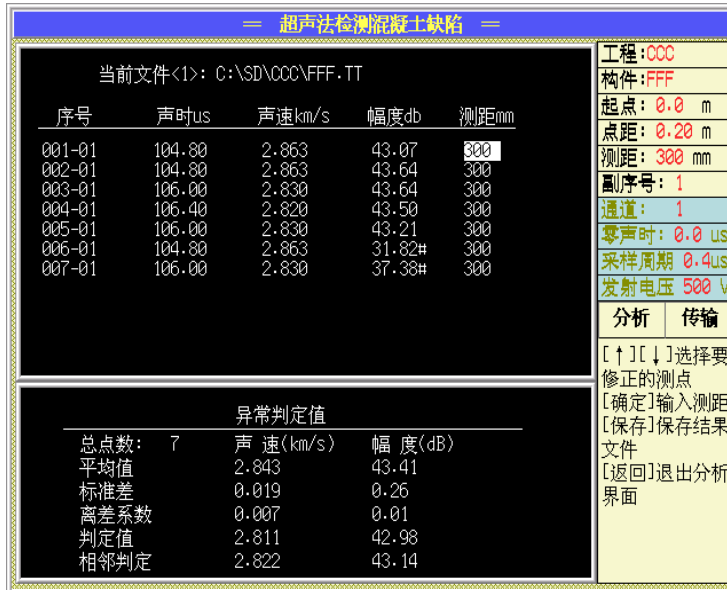 ＝ 超声法检测混凝土缺陷 ＝
当前文件<1>: C:\SD\CCC\FFF.TT
序号 声时us 声速km/s 幅度db 测距mm
001-01 104.80 2.863 43.07 300
002-01 104.80 2.863 43.64 300
003-01 106.00 2.830 43.64 300
004-01 106.40 2.820 43.50 300
005-01 106.00 2.830 43.21 300
006-01 104.80 2.863 31.82# 300
007-01 106.00 2.830 37.38# 300
异常判定值
总点数: 7 声 速(km/s) 幅 度(dB)
平均值 2.843 43.41
标准差 0.019 0.26
离差系数 0.007 0.01
判定值 2.811 42.98
相邻判定 2.822 43.14
工程:CCC
构件:FFF
起点: 0.0 m
点距: 0.20 m
测距: 300 mm
副序号: 1
通道: 1
零声时: 0.0 us
采样周期 0.4us
发射电压 500 V
分析 传输
[↑][↓]选择要
修正的测点
[确定]输入测距
[保存]保存结果
文件
[返回]退出分析
界面